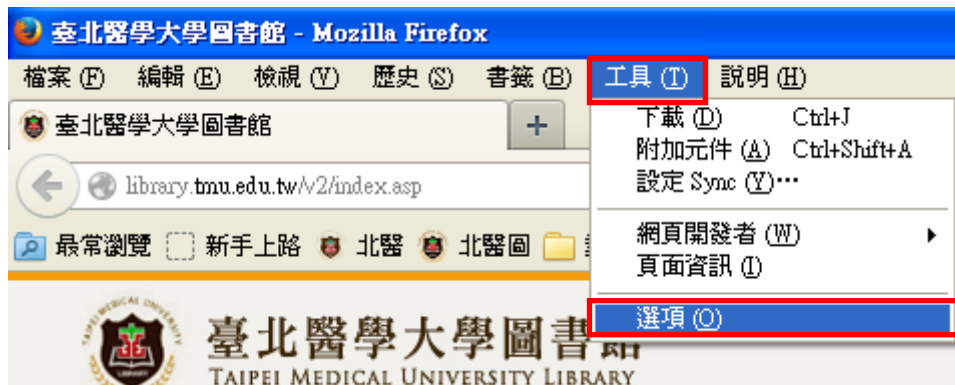 臺北醫學大學圖書館 - Mozilla Firefox
檔案(F) 編輯(E) 檢視(V) 歷史(S) 書籤(B) 工具(T) 說明(H)
臺北醫學大學圖書館 +
下載(D) Ctrl+J
附加元件(A) Ctrl+Shift+A
設定 Sync (Y)…
library.tmu.edu.tw/v2/index.asp
網頁開發者(W)
頁面資訊(I)
最常瀏覽 新手上路 北醫 北醫圖
選項(O)
臺北醫學大學圖書館
TAIPEI MEDICAL UNIVERSITY LIBRARY